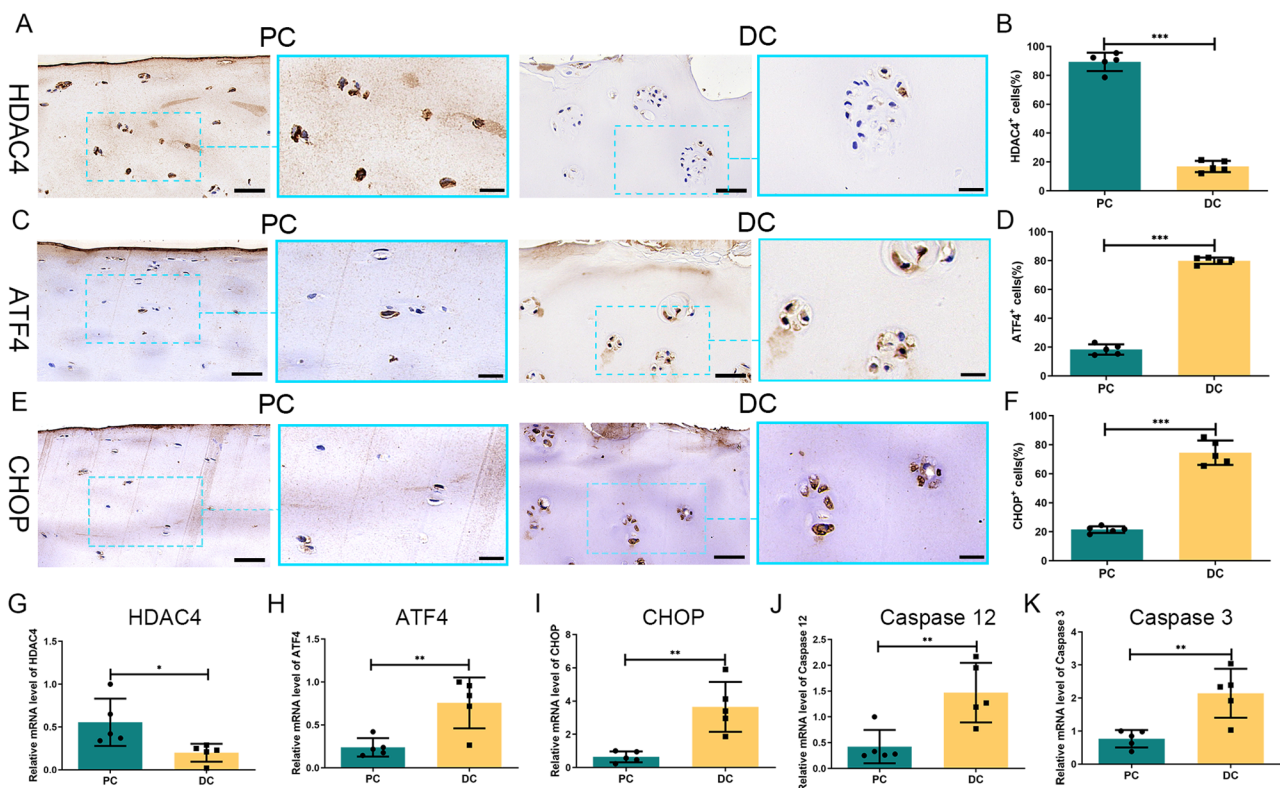 A
PC
DC
HDAC4
B
HDAC4+ cells(%)
100
80
60
40
20
0
***
PC
DC
C
PC
DC
ATF4
D
ATF4+ cells(%)
100
80
60
40
20
0
***
PC
DC
E
PC
DC
CHOP
F
CHOP+ cells(%)
100
80
60
40
20
0
***
PC
DC
G
HDAC4
Relative mRNA level of HDAC4
1.5
1.0
0.5
0.0
*
PC
DC
H
ATF4
Relative mRNA level of ATF4
1.5
1.0
0.5
0.0
**
PC
DC
I
CHOP
Relative mRNA level of CHOP
8
6
4
2
0
**
PC
DC
J
Caspase 12
Relative mRNA level of Caspase 12
2.5
2.0
1.5
1.0
0.5
0.0
**
PC
DC
K
Caspase 3
Relative mRNA level of Caspase 3
4
3
2
1
0
**
PC
DC